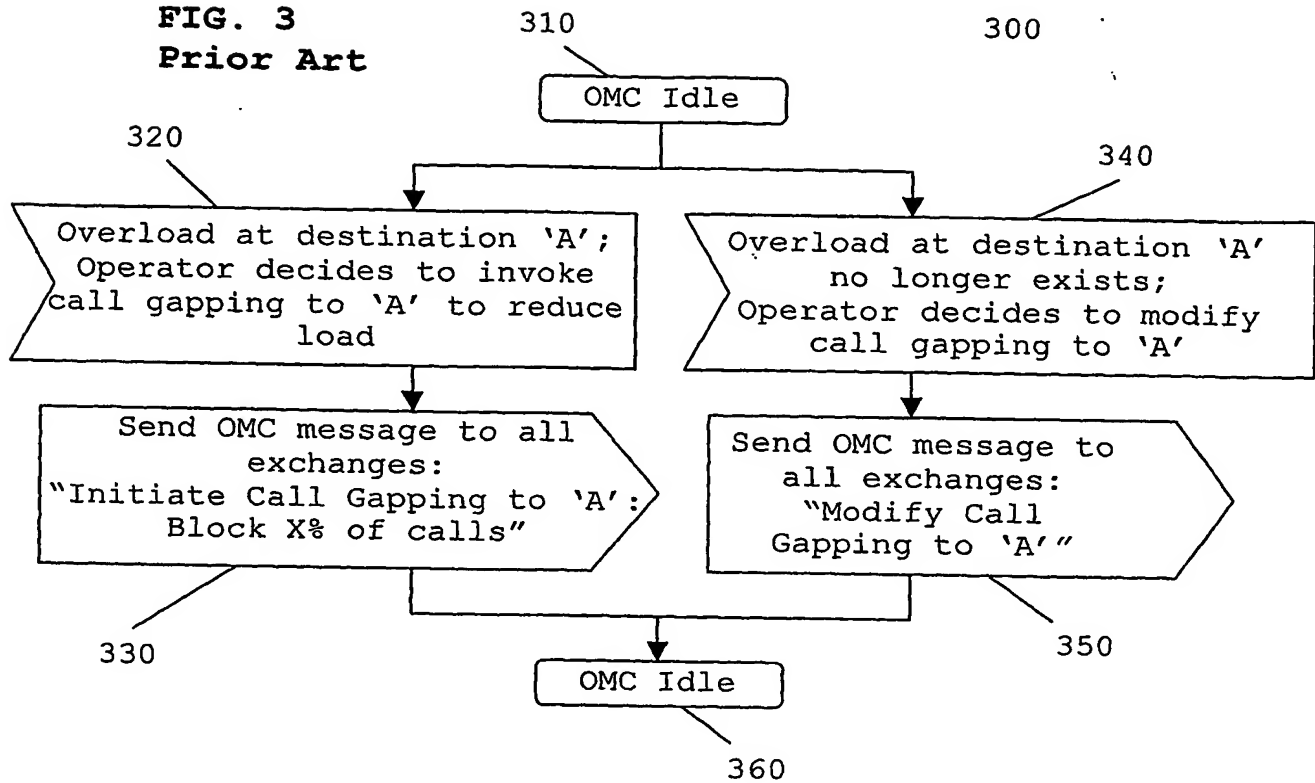 FIG. 3
Prior Art
310
300
OMC Idle
320
340
Overload at destination ‘A’;
Operator decides to invoke
call gapping to ‘A’ to reduce
load
Overload at destination ‘A’
no longer exists;
Operator decides to modify
call gapping to ‘A’
Send OMC message to all
exchanges:
“Initiate Call Gapping to ‘A’:
Block X% of calls”
Send OMC message to
all exchanges:
“Modify Call
Gapping to ‘A’”
330
350
OMC Idle
360